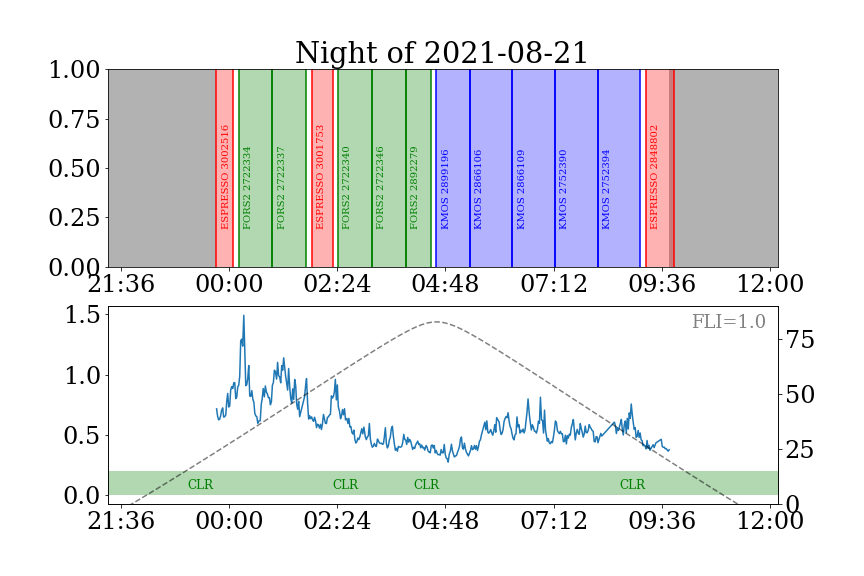 Night of 2021-08-21
1.00
0.75
0.50
0.25
0.00
ESPRESSO 3002516
FORS2 2722334
FORS2 2722337
ESPRESSO 3001753
FORS2 2722340
FORS2 2722346
FORS2 2892279
KMOS 2899196
KMOS 2866106
KMOS 2866109
KMOS 2752390
KMOS 2752394
ESPRESSO 2848802
21:36 00:00 02:24 04:48 07:12 09:36 12:00
FLI=1.0
1.5
1.0
0.5
0.0
75
50
25
0
CLR CLR CLR CLR
21:36 00:00 02:24 04:48 07:12 09:36 12:00